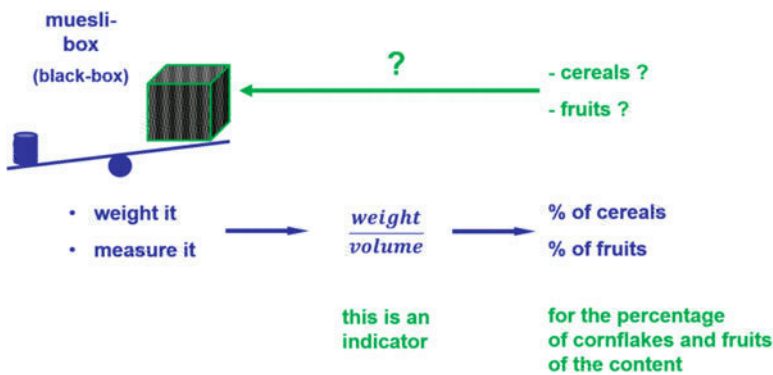 muesli-
box
(black-box)
?
- cereals ?
- fruits ?
• weight it
• measure it
weight
volume
% of cereals
% of fruits
this is an
indicator
for the percentage
of cornflakes and fruits
of the content